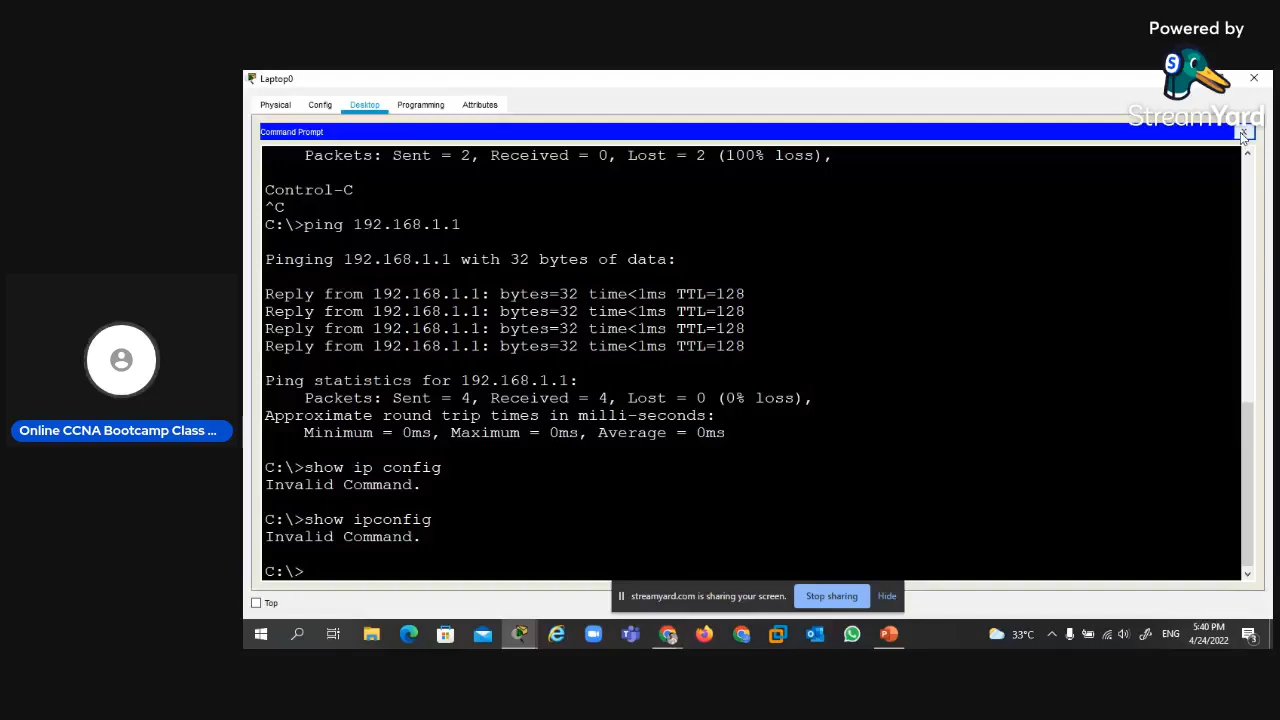 Powered by
StreamYard
Laptop0
Physical Config Desktop Programming Attributes
Command Prompt
Packets: Sent = 2, Received = 0, Lost = 2 (100% loss),
Control-C
^C
C:\>ping 192.168.1.1
Pinging 192.168.1.1 with 32 bytes of data:
Reply from 192.168.1.1: bytes=32 time<1ms TTL=128
Reply from 192.168.1.1: bytes=32 time<1ms TTL=128
Reply from 192.168.1.1: bytes=32 time<1ms TTL=128
Reply from 192.168.1.1: bytes=32 time<1ms TTL=128
Ping statistics for 192.168.1.1:
Packets: Sent = 4, Received = 4, Lost = 0 (0% loss),
Approximate round trip times in milli-seconds:
Minimum = 0ms, Maximum = 0ms, Average = 0ms
C:\>show ip config
Invalid Command.
C:\>show ipconfig
Invalid Command.
C:\>
Online CCNA Bootcamp Class ...
streamyard.com is sharing your screen. Stop sharing Hide
Top
33°C ENG 5:40 PM
4/24/2022 3